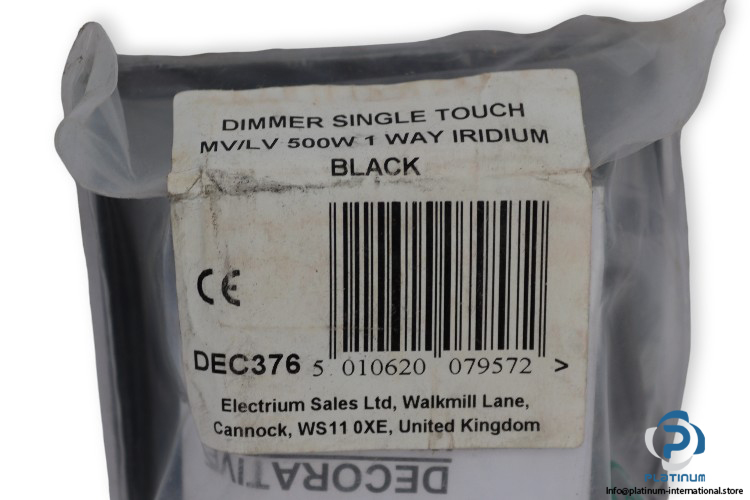 DIMMER SINGLE TOUCH
MV/LV 500W 1 WAY IRIDIUM
BLACK
CE
DEC376 5 010620 079572 >
Electrium Sales Ltd, Walkmill Lane,
Cannock, WS11 0XE, United Kingdom
DECORATIVE
PLATINUM
Info@platinum-international.store